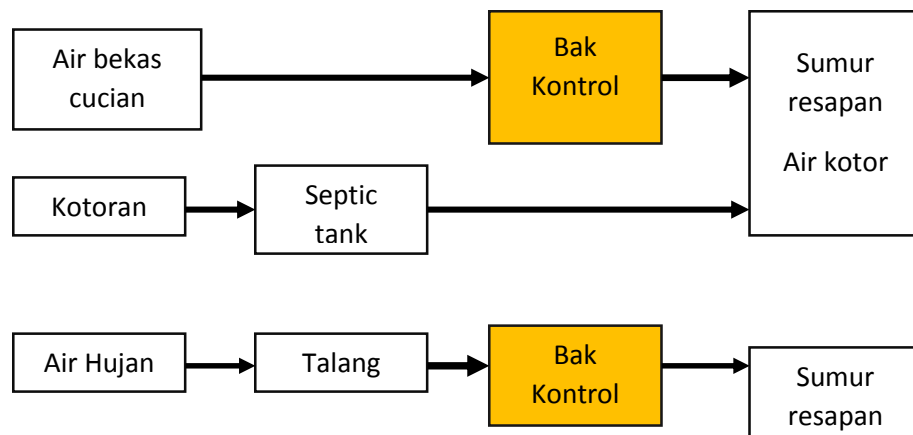 Air bekas
cucian
Bak
Kontrol
Sumur
resapan
Air kotor
Kotoran
Septic
tank
Air Hujan
Talang
Bak
Kontrol
Sumur
resapan